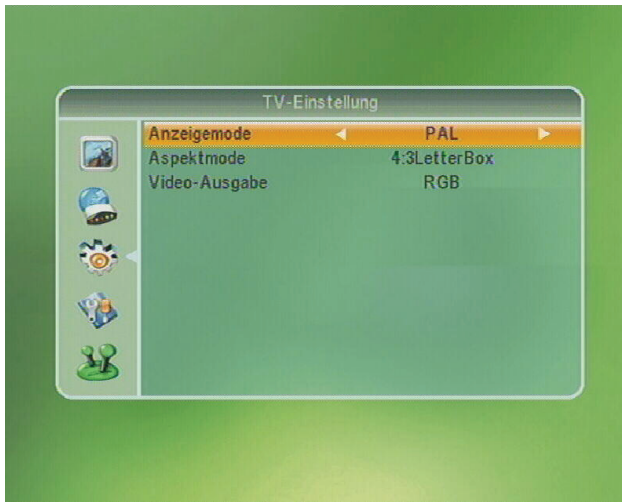 TV-Einstellung
Anzeigemode PAL
Aspektmode 4:3LetterBox
Video-Ausgabe RGB